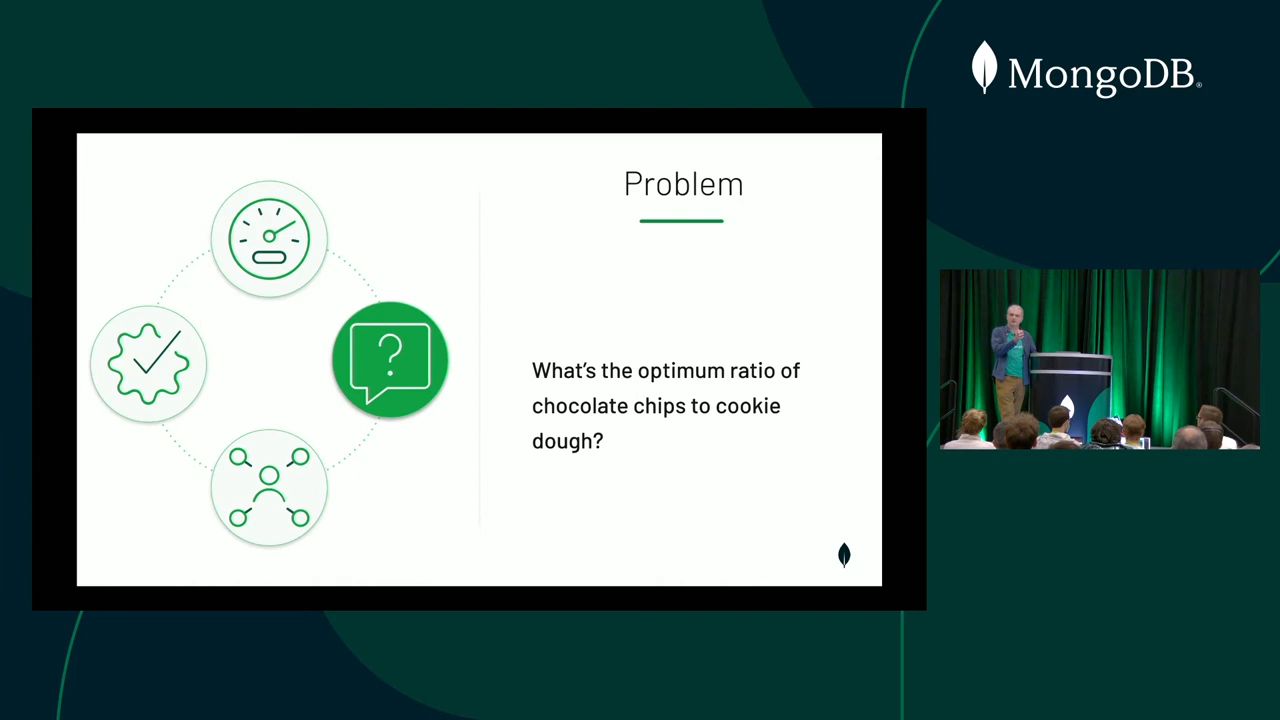 MongoDB®
Problem
?
What's the optimum ratio of
chocolate chips to cookie
dough?